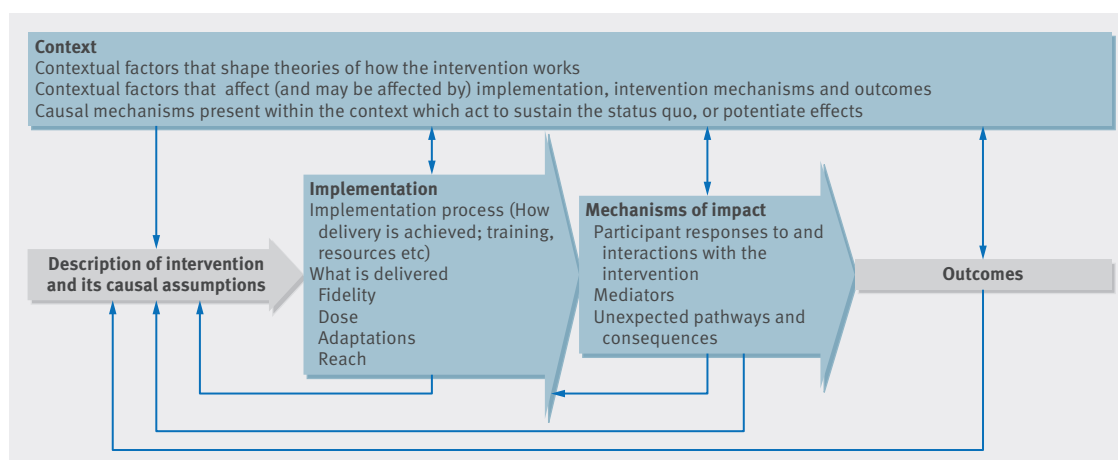 Context
Contextual factors that shape theories of how the intervention works
Contextual factors that affect (and may be affected by) implementation, intervention mechanisms and outcomes
Causal mechanisms present within the context which act to sustain the status quo, or potentiate effects
Description of intervention
and its causal assumptions
Implementation
Implementation process (How
delivery is achieved; training,
resources etc)
What is delivered
Fidelity
Dose
Adaptations
Reach
Mechanisms of impact
Participant responses to and
interactions with the
intervention
Mediators
Unexpected pathways and
consequences
Outcomes